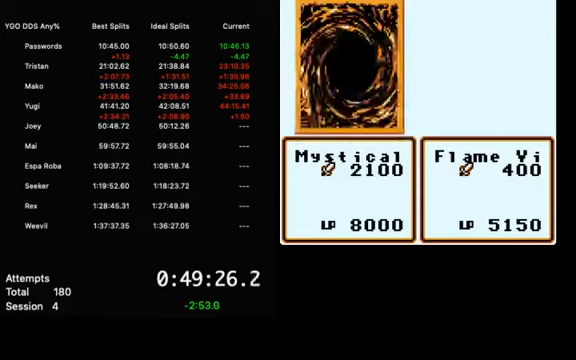 YGO DDS Any% Best Splits Ideal Splits Current
Passwords 10:45.00 10:50.60 10:46.13
+1.13 -4.47 -4.47
Tristan 21:02.62 21:38.84 23:10.35
+2:07.73 +1:31.51 +1:35.98
Mako 31:51.62 32:19.68 34:25.08
+2:33.46 +2:05.40 +33.89
Yugi 41:41.20 42:08.51 44:15.41
+2:34.21 +2:06.90 +1.50
Joey 50:48.72 50:12.26 ---
Mai 59:57.72 59:55.04 ---
Espa Roba 1:09:37.72 1:08:18.74 ---
Seeker 1:19:52.60 1:18:23.72 ---
Rex 1:28:45.31 1:27:49.98 ---
Weevil 1:37:37.35 1:36:27.05 ---
Attempts
Total 180
Session 4
0:49:26.2
-2:53.0
Mystical
2100
LP 8000
Flame Vi
400
LP 5150